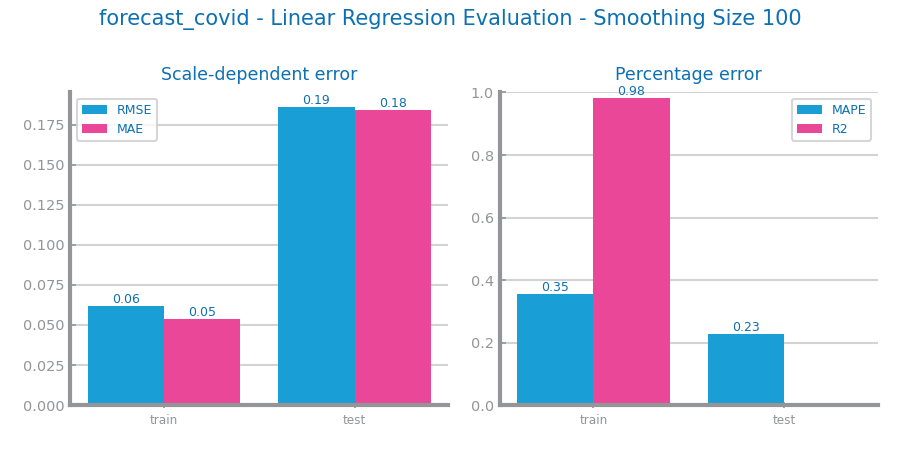 forecast_covid - Linear Regression Evaluation - Smoothing Size 100
Scale-dependent error
0.175
0.150
0.125
0.100
0.075
0.050
0.025
0.000
RMSE
MAE
0.06
0.05
0.19
0.18
train
test
Percentage error
1.0
0.8
0.6
0.4
0.2
0.0
MAPE
R2
0.35
0.98
0.23
train
test